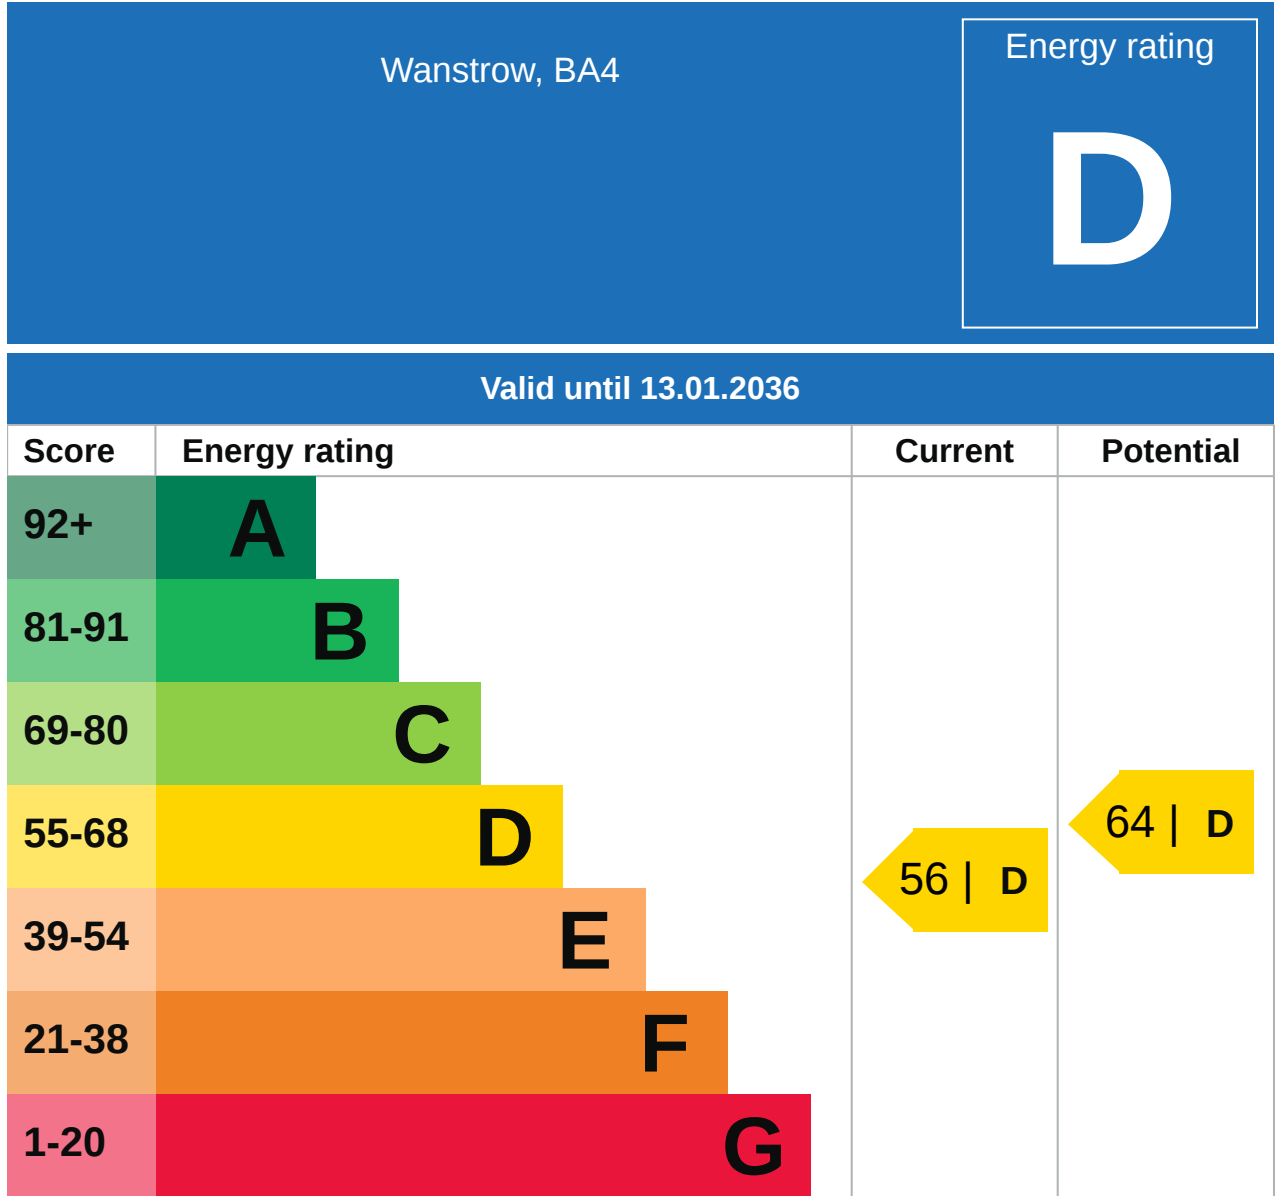 Wanstrow, BA4
Energy rating
D
Valid until 13.01.2036
Score Energy rating Current Potential
92+ A
81-91 B
69-80 C
55-68 D
64 | D
56 | D
39-54 E
21-38 F
1-20 G